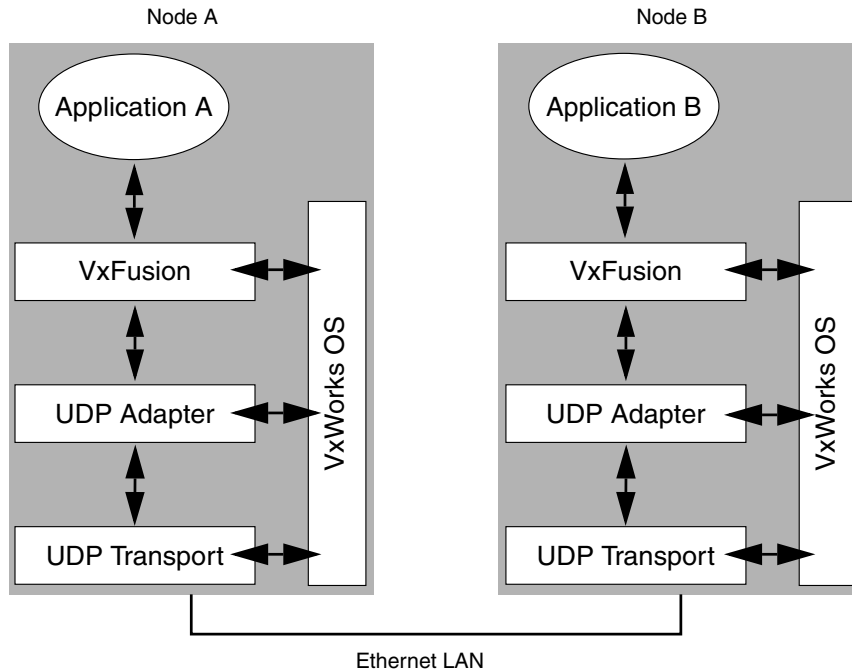 Node A
Node B
Application A
Application B
VxFusion
VxFusion
VxWorks OS
VxWorks OS
UDP Adapter
UDP Adapter
UDP Transport
UDP Transport
Ethernet LAN